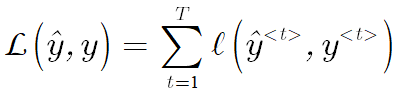 ℒ(ŷ, y) = ∑_{t=1}^{T} ℓ(ŷ^{<t>}, y^{<t>})